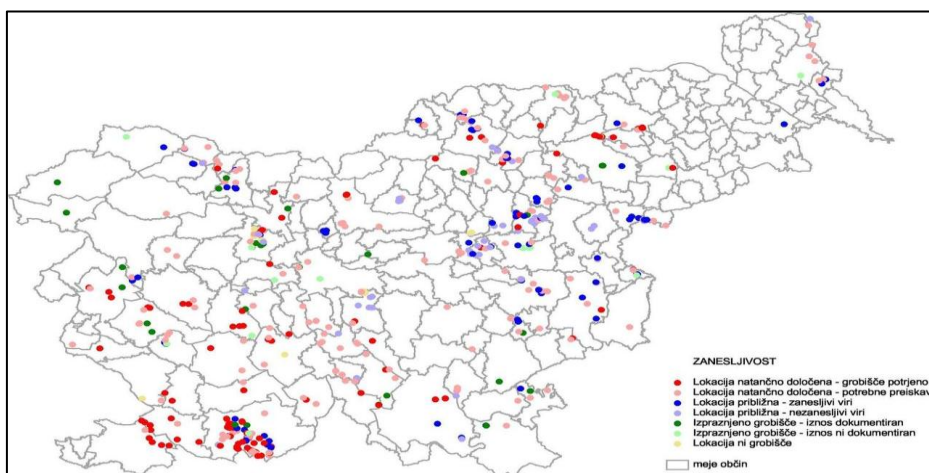 ZANESLJIVOST
Lokacija natančno določena - grobišče potrjeno
Lokacija natančno določena - potrebne preiskav
Lokacija približna - zanesljivi viri
Lokacija približna - nezanesljivi viri
Izpraznjeno grobišče - iznos dokumentiran
Izpraznjeno grobišče - iznos ni dokumentiran
Lokacija ni grobišče
meje občin